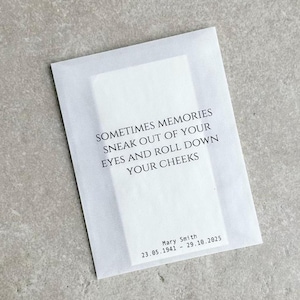 SOMETIMES MEMORIES
SNEAK OUT OF YOUR
EYES AND ROLL DOWN
YOUR CHEEKS
Mary Smith
23.05.1941 - 29.10.2025